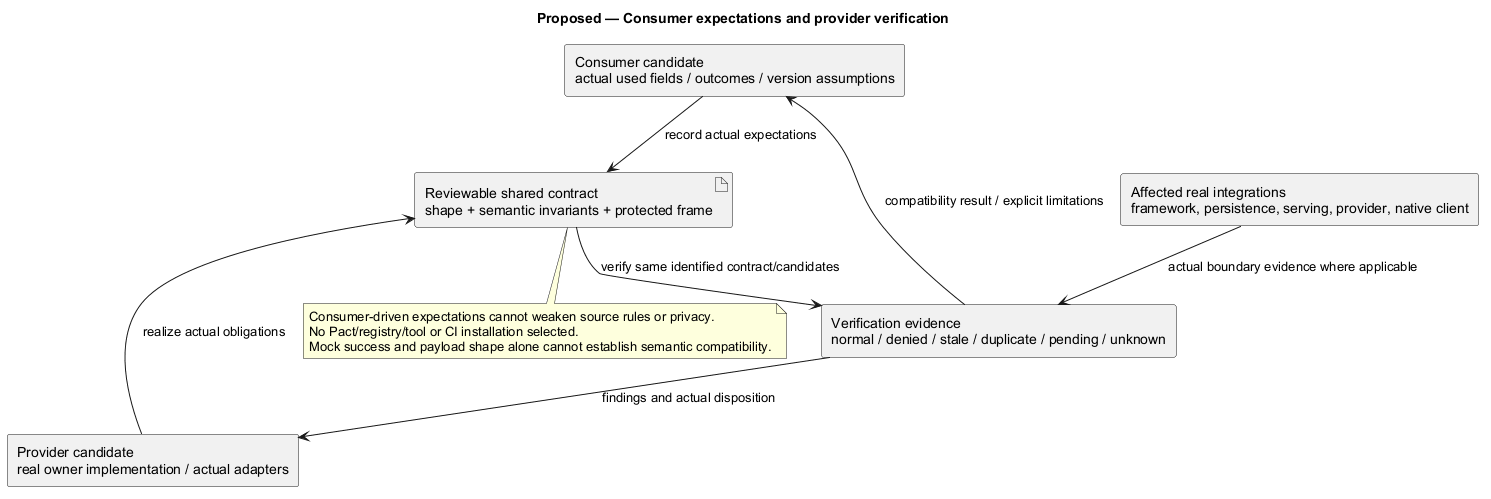 Proposed — Consumer expectations and provider verification
Consumer candidate
actual used fields / outcomes / version assumptions
record actual expectations
Reviewable shared contract
shape + semantic invariants + protected frame
compatibility result / explicit limitations
Affected real integrations
framework, persistence, serving, provider, native client
verify same identified contract/candidates
actual boundary evidence where applicable
realize actual obligations
Consumer-driven expectations cannot weaken source rules or privacy.
No Pact/registry/tool or CI installation selected.
Mock success and payload shape alone cannot establish semantic compatibility.
Verification evidence
normal / denied / stale / duplicate / pending / unknown
findings and actual disposition
Provider candidate
real owner implementation / actual adapters